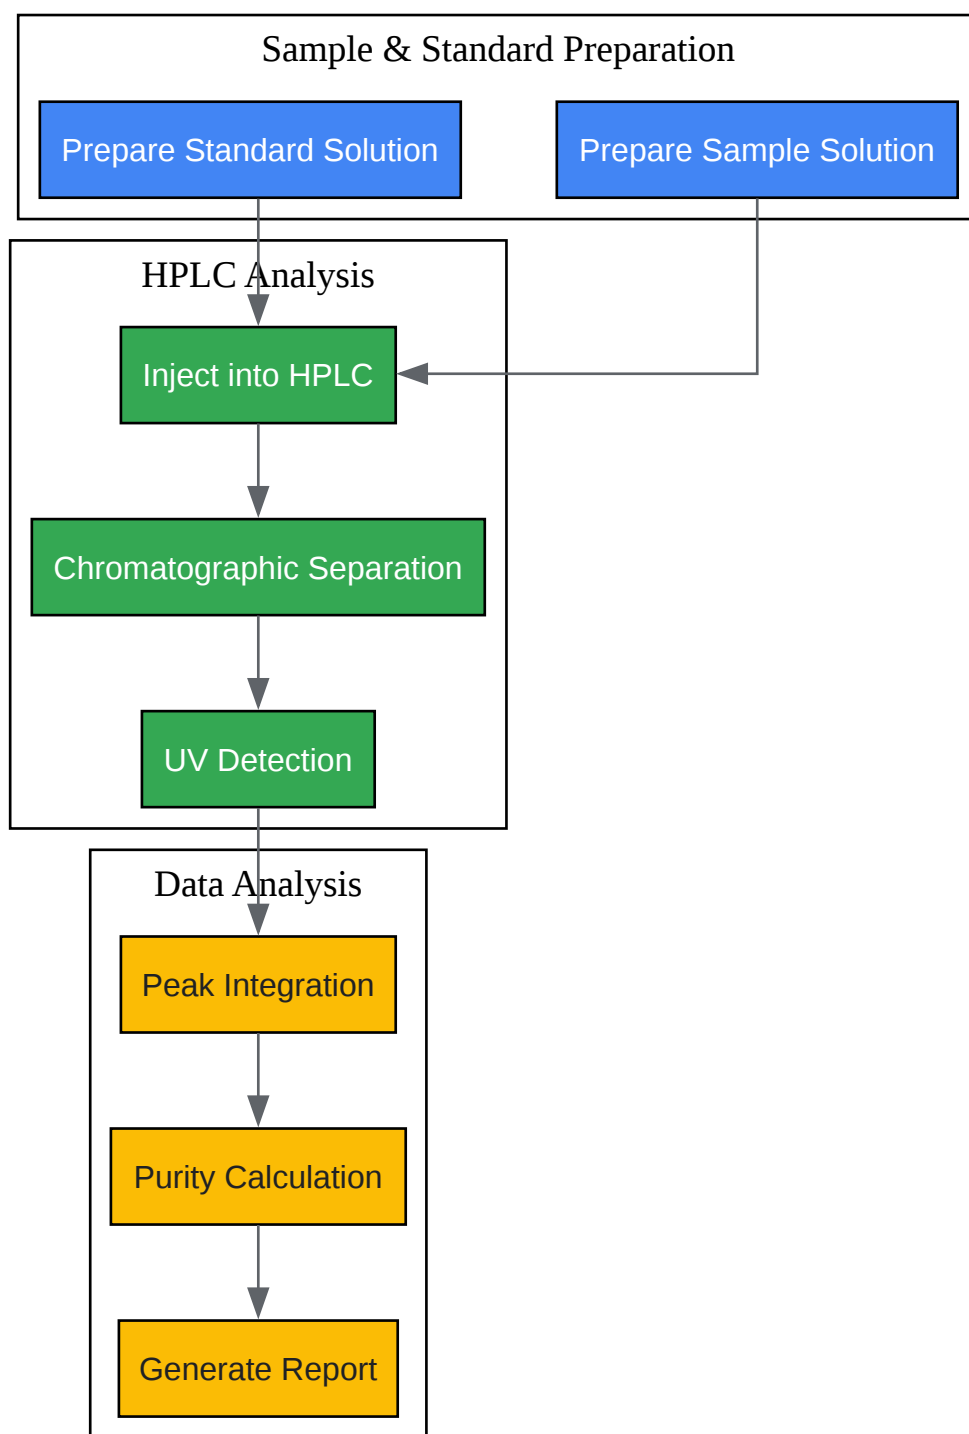 Sample & Standard Preparation
Prepare Standard Solution
Prepare Sample Solution
HPLC Analysis
Inject into HPLC
Chromatographic Separation
UV Detection
Data Analysis
Peak Integration
Purity Calculation
Generate Report